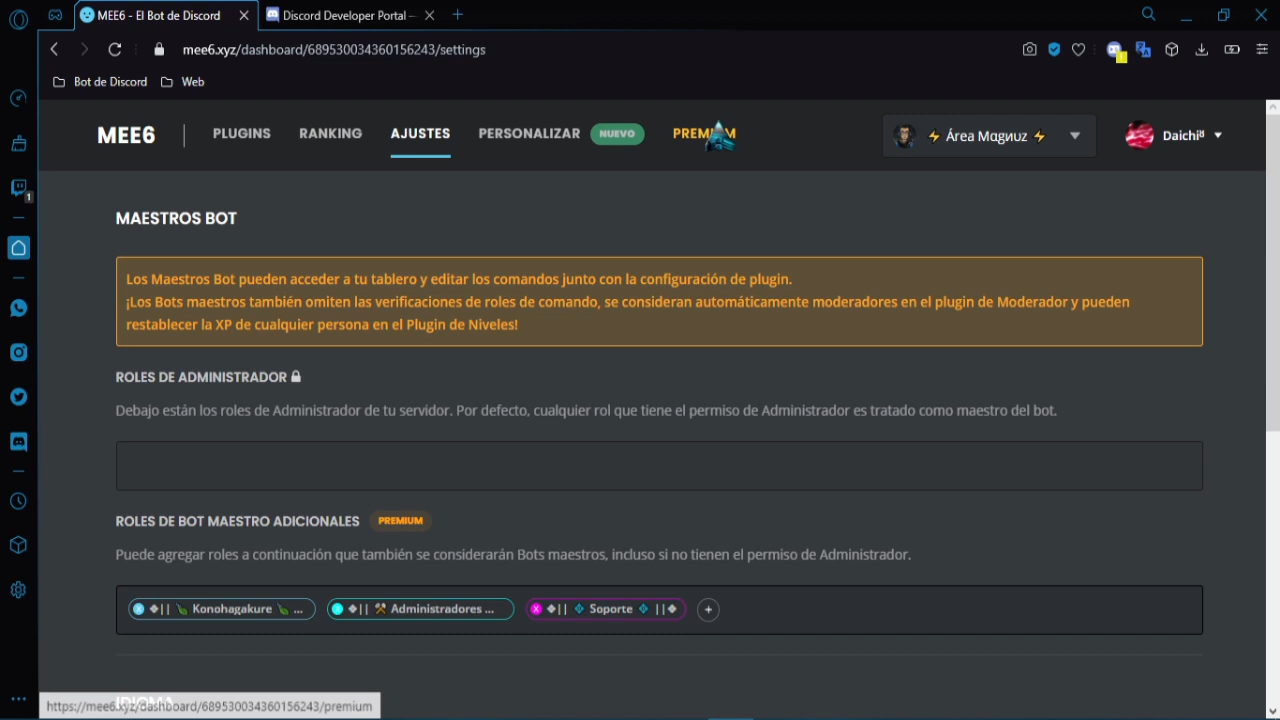 MEE6 - El Bot de Discord
Discord Developer Portal —
mee6.xyz/dashboard/689530034360156243/settings
Bot de Discord
Web
1
MEE6
PLUGINS
RANKING
AJUSTES
PERSONALIZAR
NUEVO
PREMIUM
⚡ Área Mαgиυz ⚡
Daichi
MAESTROS BOT
Los Maestros Bot pueden acceder a tu tablero y editar los comandos junto con la configuración de plugin.
¡Los Bots maestros también omiten las verificaciones de roles de comando, se consideran automáticamente moderadores en el plugin de Moderador y pueden
restablecer la XP de cualquier persona en el Plugin de Niveles!
ROLES DE ADMINISTRADOR
Debajo están los roles de Administrador de tu servidor. Por defecto, cualquier rol que tiene el permiso de Administrador es tratado como maestro del bot.
ROLES DE BOT MAESTRO ADICIONALES
PREMIUM
Puede agregar roles a continuación que también se considerarán Bots maestros, incluso si no tienen el permiso de Administrador.
◆|| Konohagakure ...
◆|| ⚒ Administradores ...
◆|| 💠 Soporte 💠 ||◆
+
IDIOMA
https://mee6.xyz/dashboard/689530034360156243/premium